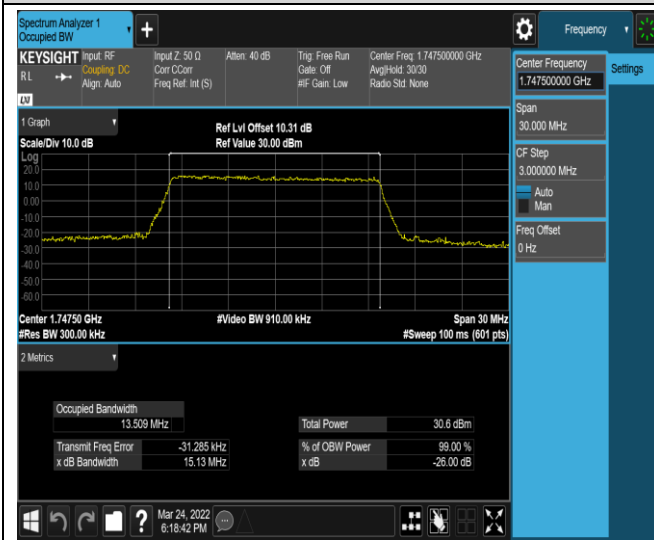 Spectrum Analyzer 1
Occupied BW
Frequency
KEYSIGHT
RL
LXI
Input: RF
Coupling: DC
Align: Auto
Input Z: 50 Ω
Corr CCorr
Freq Ref: Int (S)
Atten: 40 dB
Trig: Free Run
Gate: Off
#IF Gain: Low
Center Freq: 1.747500000 GHz
Avg|Hold: 30/30
Radio Std: None
Center Frequency
1.747500000 GHz
Settings
Span
30.000 MHz
CF Step
3.000000 MHz
Auto
Man
Freq Offset
0 Hz
1 Graph
Scale/Div 10.0 dB
Ref Lvl Offset 10.31 dB
Ref Value 30.00 dBm
Log
20.0
10.0
0.00
-10.0
-20.0
-30.0
-40.0
-50.0
-60.0
Center 1.74750 GHz
#Res BW 300.00 kHz
#Video BW 910.00 kHz
Span 30 MHz
#Sweep 100 ms (601 pts)
2 Metrics
Occupied Bandwidth
13.509 MHz
Total Power 30.6 dBm
Transmit Freq Error -31.285 kHz
% of OBW Power 99.00 %
x dB Bandwidth 15.13 MHz
x dB -26.00 dB
?
Mar 24, 2022
6:18:42 PM